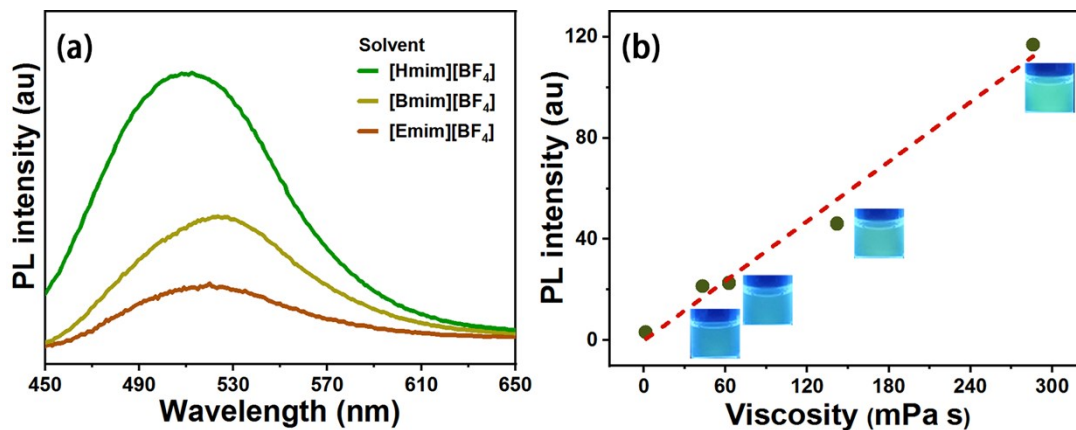 (a)
Solvent
[Hmim][BF₄]
[Bmim][BF₄]
[Emim][BF₄]
PL intensity (au)
450 490 530 570 610 650
Wavelength (nm)
(b)
PL intensity (au)
120
80
40
0
0 60 120 180 240 300
Viscosity (mPa s)